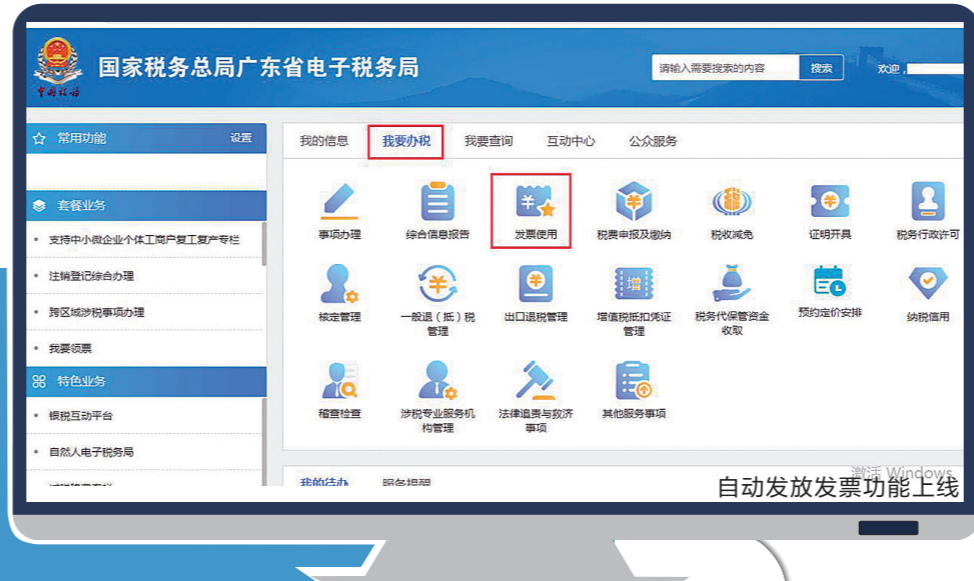 国家税务总局广东省电子税务局
请输入需要搜索的内容
搜索
欢迎，
中国税务
常用功能
设置
套餐业务
支持中小微企业个体工商户复工复产专栏
注销登记综合办理
跨区域涉税事项办理
我要领票
特色业务
银税互动平台
自然人电子税务局
我的信息
我要办税
我要查询
互动中心
公众服务
事项办理
综合信息报告
发票使用
税费申报及缴纳
税收减免
证明开具
税务行政许可
核定管理
一般退（抵）税
管理
出口退税管理
增值税抵扣凭证
管理
税务代保管资金
收取
预约定价安排
纳税信用
稽查检查
涉税专业服务机
构管理
法律追责与救济
事项
其他服务事项
我的待办
服务提醒
激活 Windows
自动发放发票功能上线